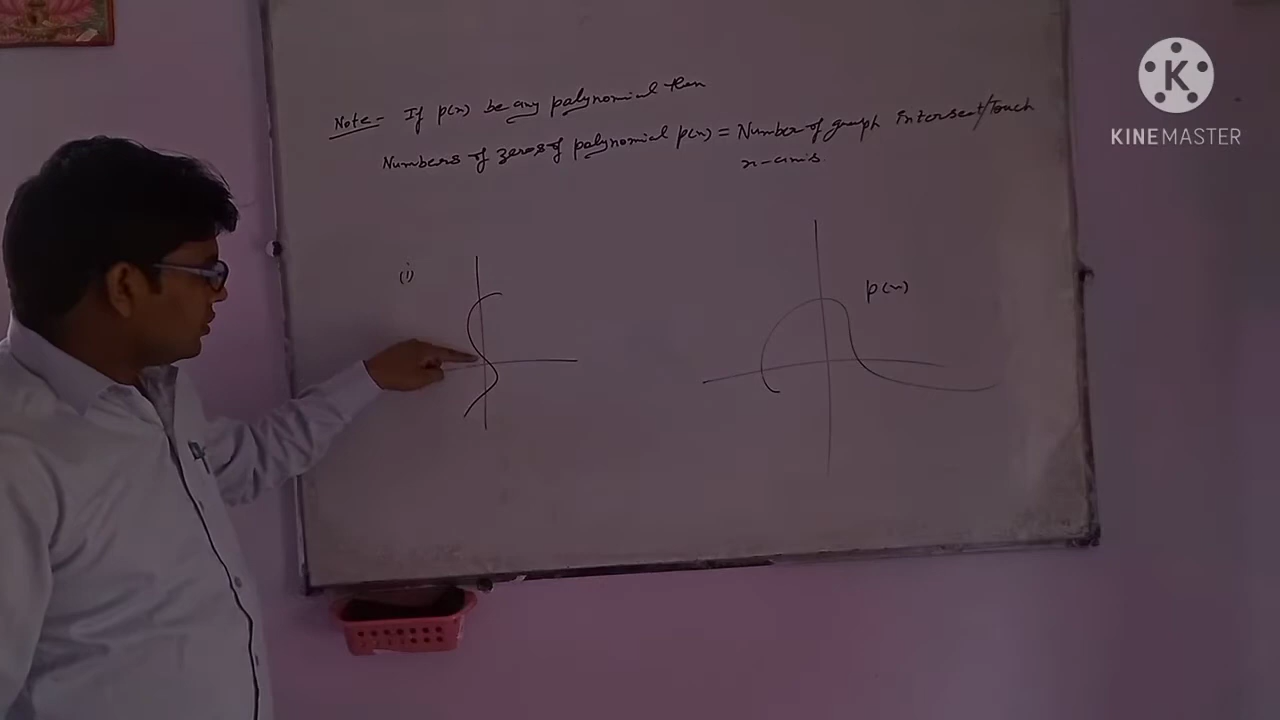 Note - If p(x) be any polynomial then
Numbers of zeros of polynomial p(x) = Number of graph intersect/Touch
x-axis.
(i)
p(x)
K
KINEMASTER